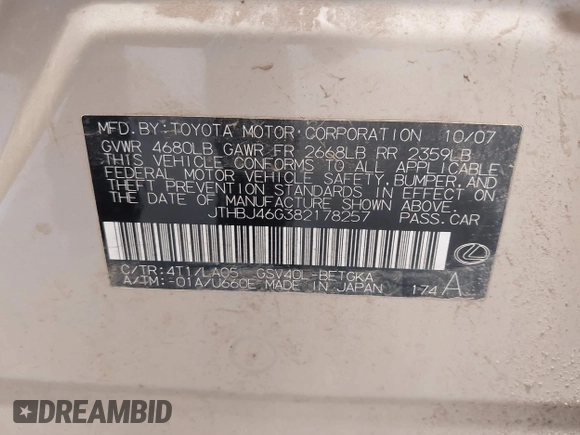 MFD. BY: TOYOTA MOTOR CORPORATION 10/07
GVWR 4680LB GAWR FR 2668LB RR 2359LB
THIS VEHICLE CONFORMS TO ALL APPLICABLE
FEDERAL MOTOR VEHICLE SAFETY, BUMPER, AND
THEFT PREVENTION STANDARDS IN EFFECT ON
THE DATE OF MANUFACTURE SHOWN ABOVE.
JTHBJ46G382178257 PASS.CAR
C/TR:4T1/LA05 GSV40L-BETGKA
A/TM:-01A/U660E MADE IN JAPAN 174 A
DREAMBID